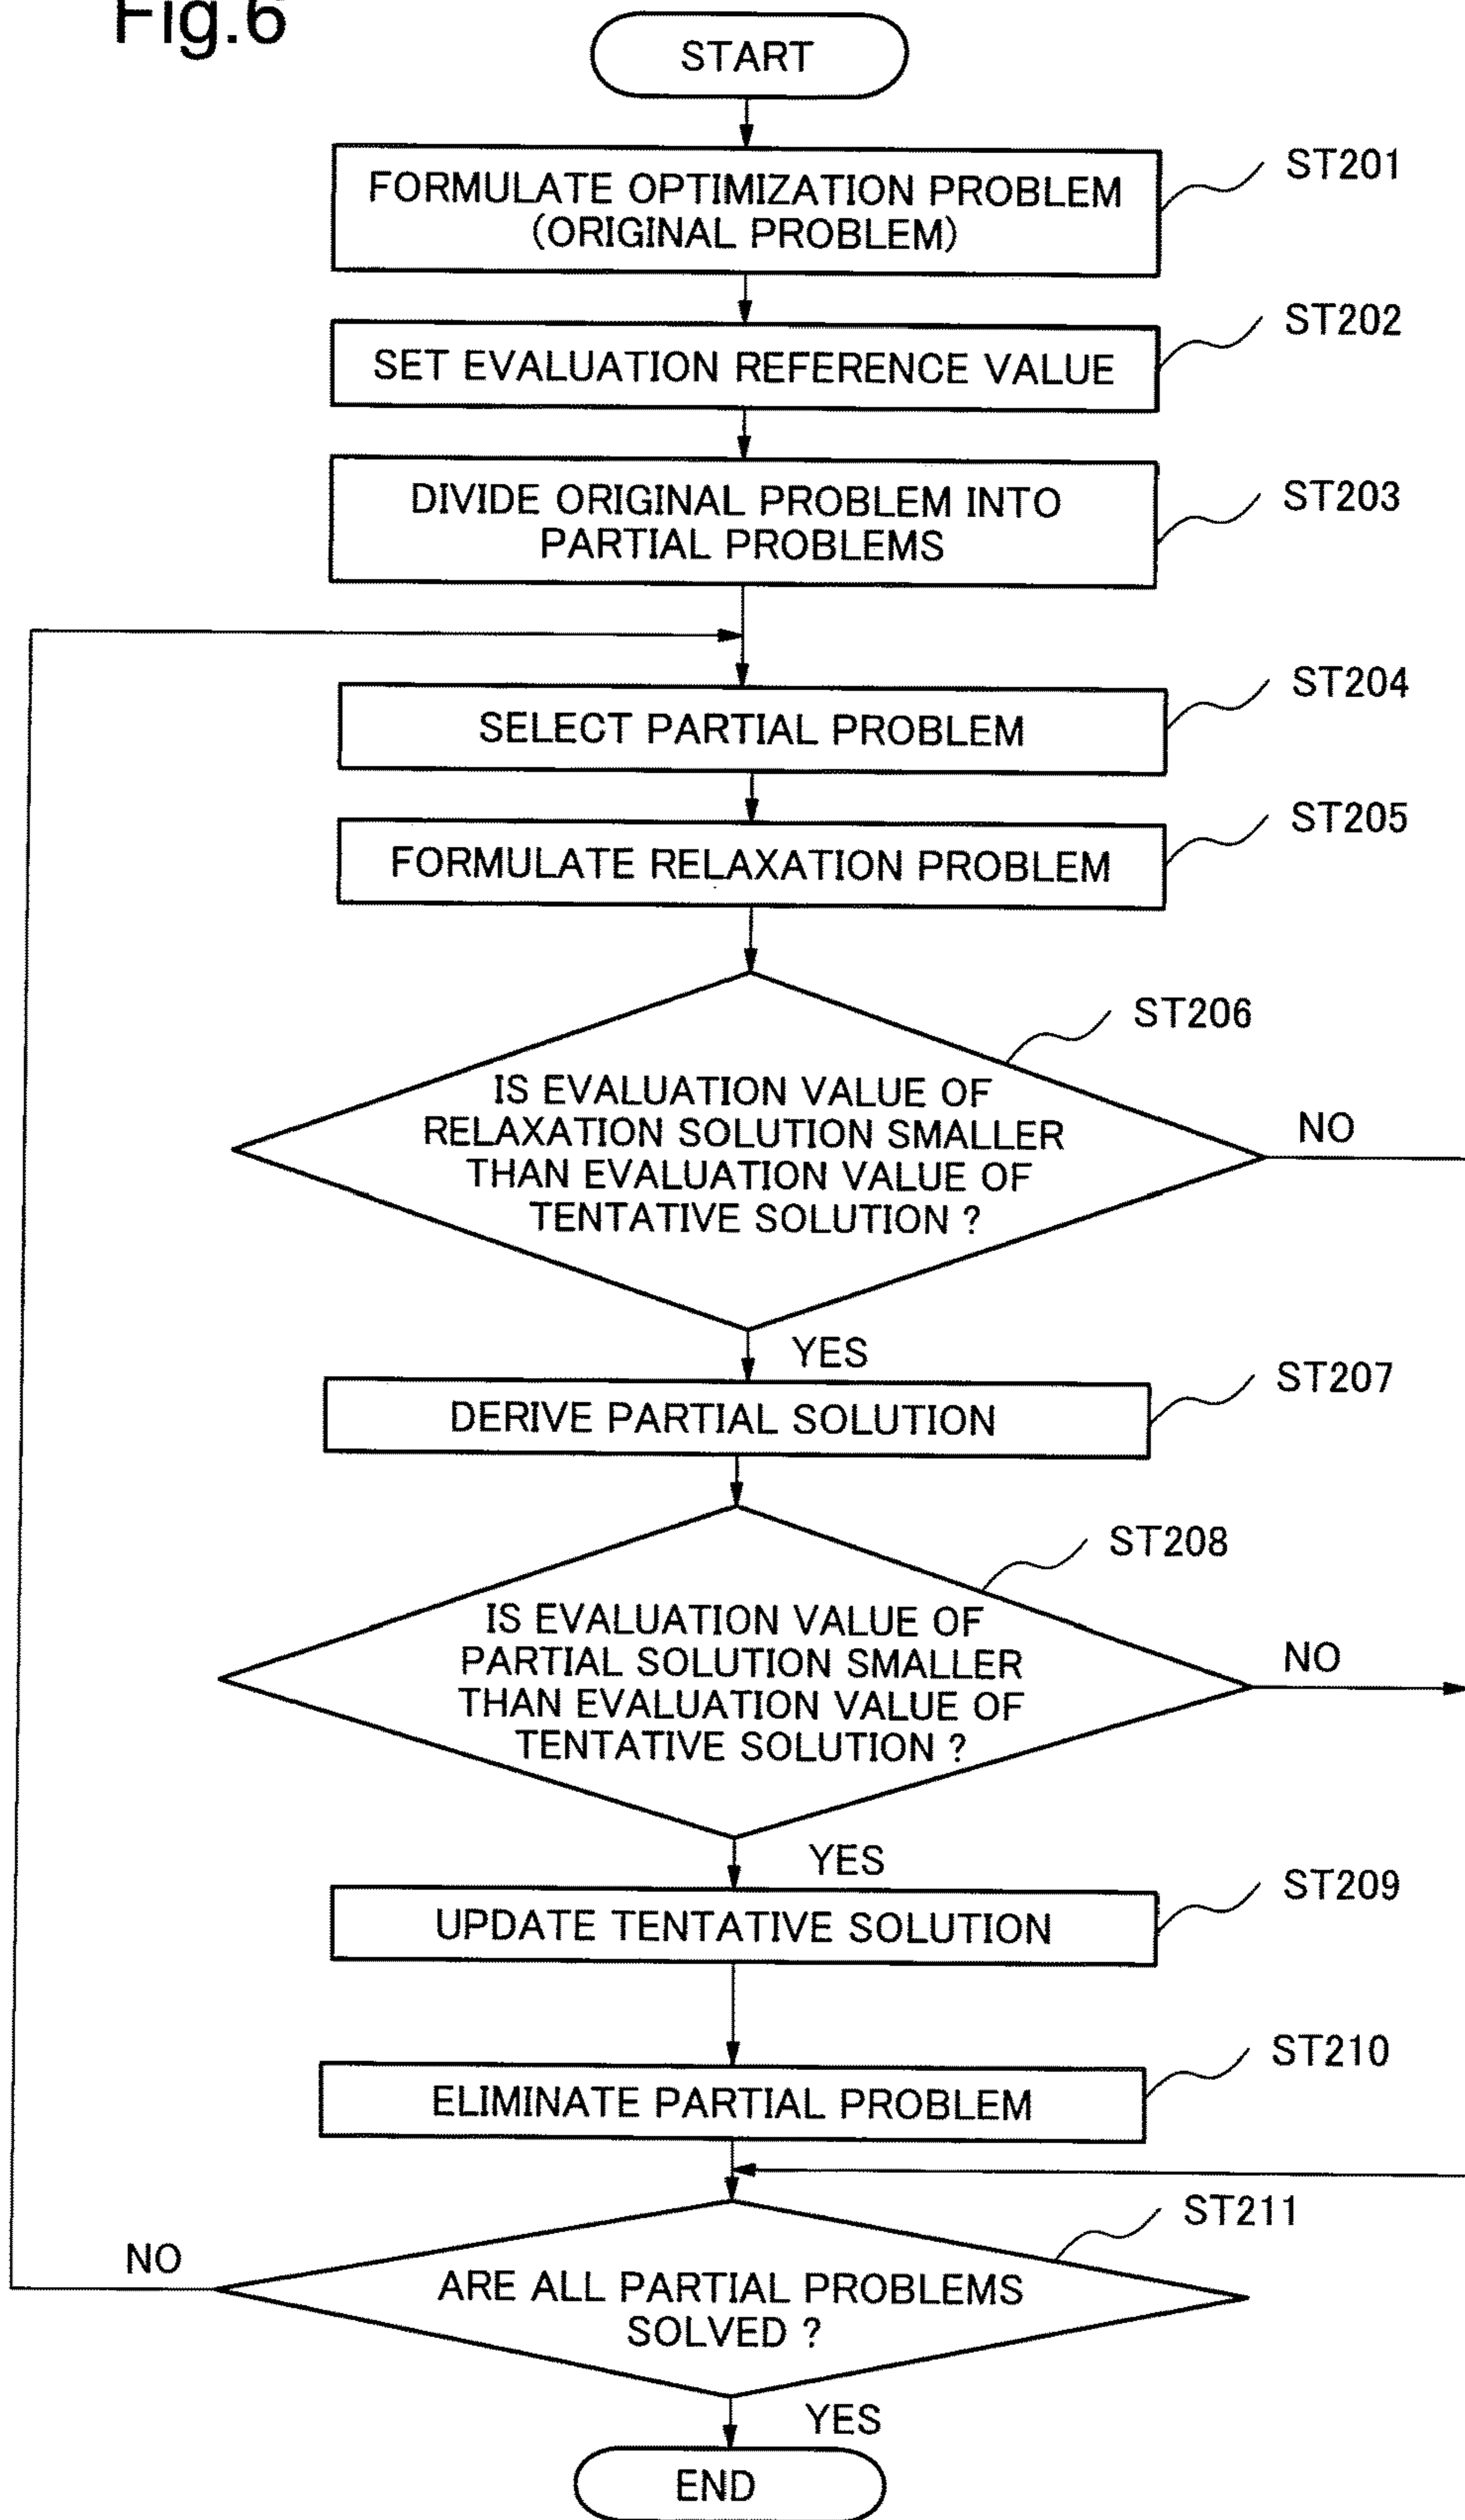 Fig.6
START
FORMULATE OPTIMIZATION PROBLEM
(ORIGINAL PROBLEM)
ST201
SET EVALUATION REFERENCE VALUE
ST202
DIVIDE ORIGINAL PROBLEM INTO
PARTIAL PROBLEMS
ST203
SELECT PARTIAL PROBLEM
ST204
FORMULATE RELAXATION PROBLEM
ST205
ST206
IS EVALUATION VALUE OF
RELAXATION SOLUTION SMALLER
THAN EVALUATION VALUE OF
TENTATIVE SOLUTION ?
NO
YES
DERIVE PARTIAL SOLUTION
ST207
ST208
IS EVALUATION VALUE OF
PARTIAL SOLUTION SMALLER
THAN EVALUATION VALUE OF
TENTATIVE SOLUTION ?
NO
YES
UPDATE TENTATIVE SOLUTION
ST209
ELIMINATE PARTIAL PROBLEM
ST210
ST211
NO
ARE ALL PARTIAL PROBLEMS
SOLVED ?
YES
END